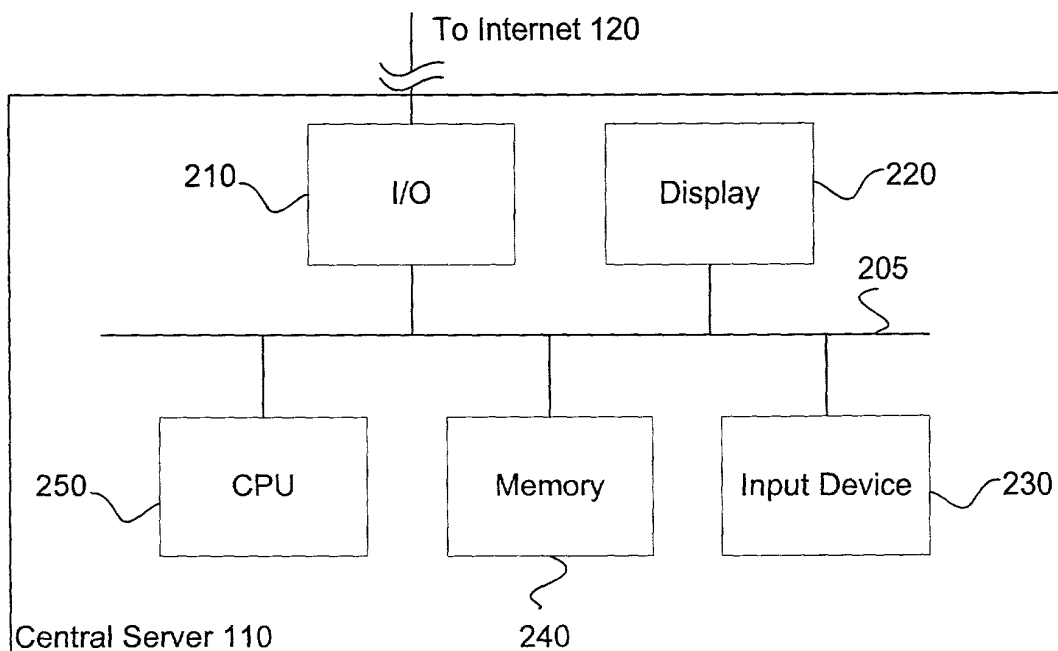 To Internet 120
210
I/O
Display
220
205
250
CPU
Memory
Input Device
230
Central Server 110
240